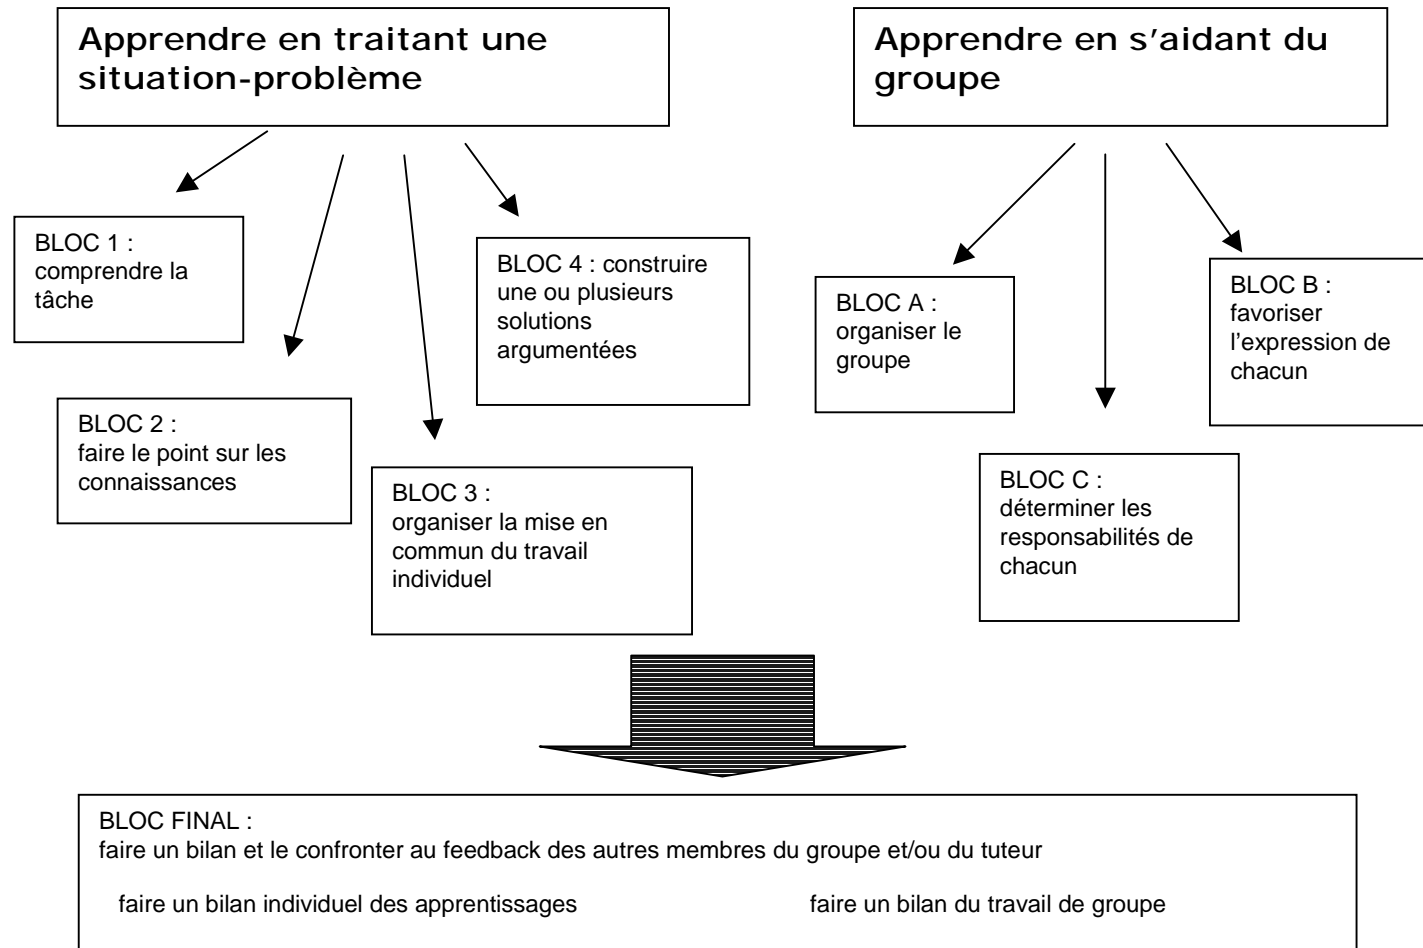 Apprendre en traitant une
situation-problème
Apprendre en s'aidant du
groupe
BLOC 1 :
comprendre la
tâche
BLOC 4 : construire
une ou plusieurs
solutions
argumentées
BLOC A :
organiser le
groupe
BLOC B :
favoriser
l’expression de
chacun
BLOC 2 :
faire le point sur les
connaissances
BLOC 3 :
organiser la mise en
commun du travail
individuel
BLOC C :
déterminer les
responsabilités de
chacun
BLOC FINAL :
faire un bilan et le confronter au feedback des autres membres du groupe et/ou du tuteur
faire un bilan individuel des apprentissages
faire un bilan du travail de groupe